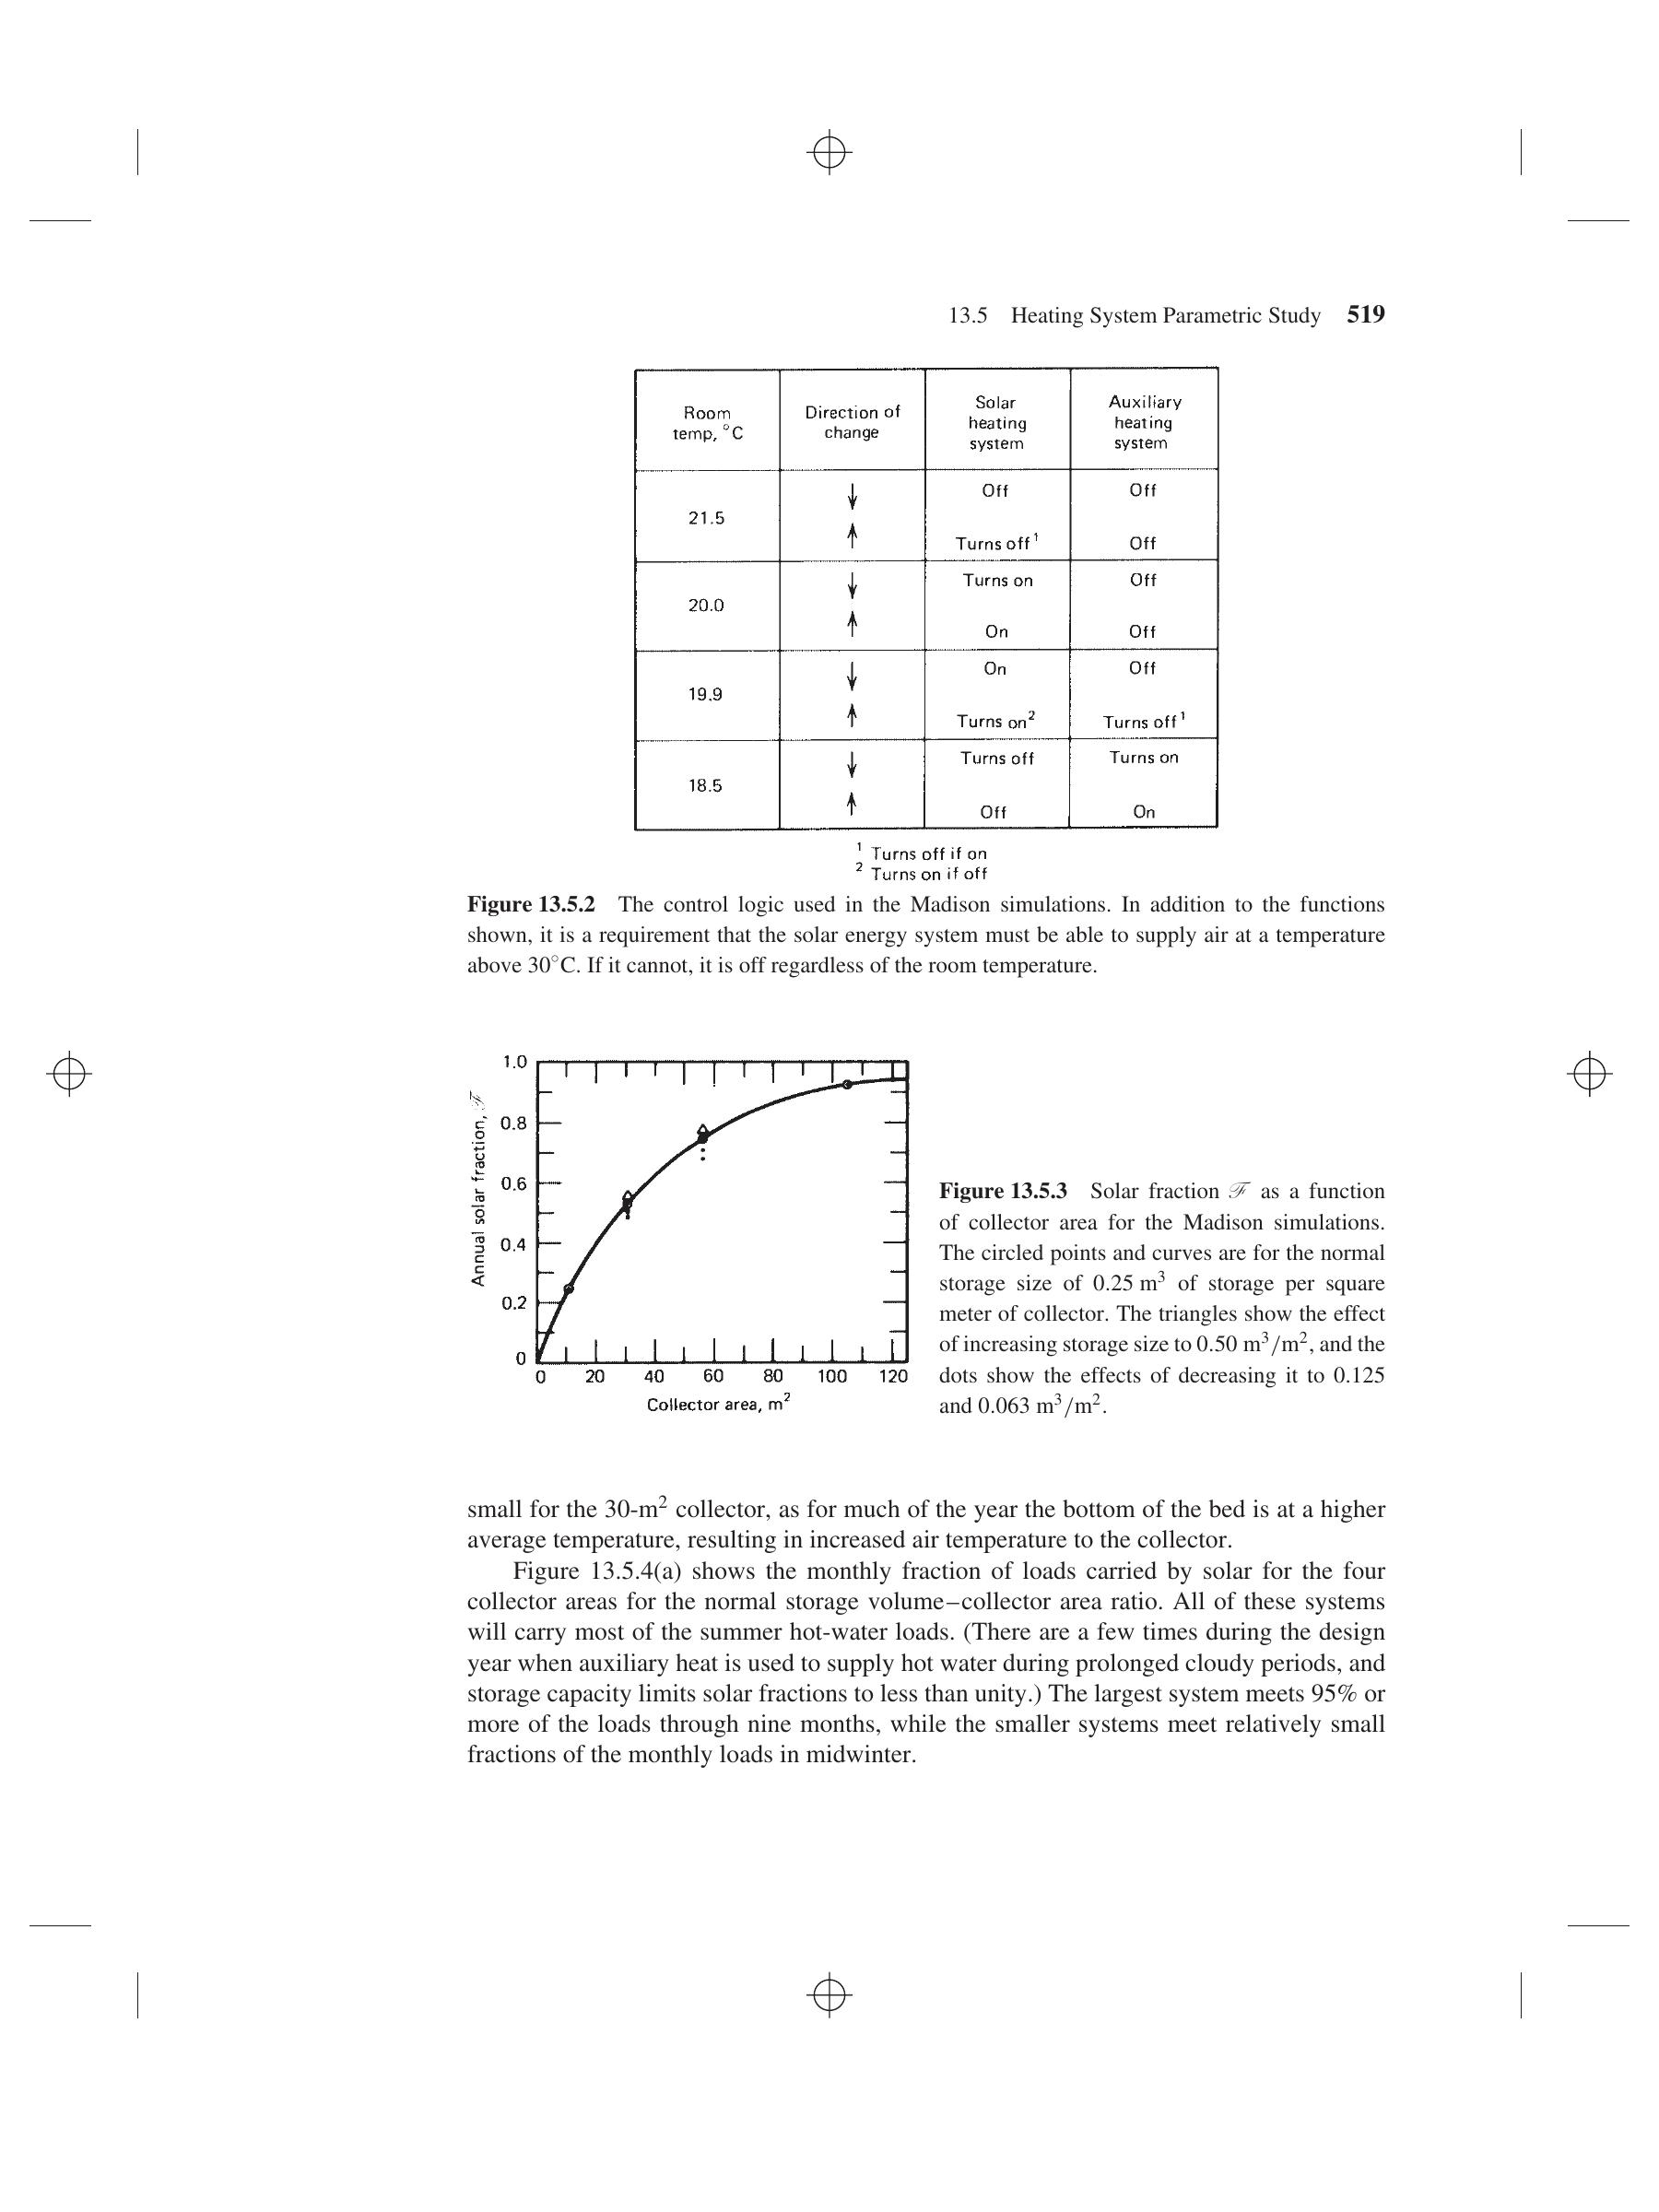 13.5 Heating System Parametric Study 519
Room temp, °C Direction of change Solar heating system Auxiliary heating system
21.5 ↓ Off Off
↑ Turns off¹ Off
20.0 ↓ Turns on Off
↑ On Off
19.9 ↓ On Off
↑ Turns on² Turns off¹
18.5 ↓ Turns off Turns on
↑ Off On
¹ Turns off if on
² Turns on if off
Figure 13.5.2 The control logic used in the Madison simulations. In addition to the functions
shown, it is a requirement that the solar energy system must be able to supply air at a temperature
above 30°C. If it cannot, it is off regardless of the room temperature.
Annual solar fraction, ℱ
1.0
0.8
0.6
0.4
0.2
0
0 20 40 60 80 100 120
Collector area, m²
Figure 13.5.3 Solar fraction ℱ as a function
of collector area for the Madison simulations.
The circled points and curves are for the normal
storage size of 0.25 m³ of storage per square
meter of collector. The triangles show the effect
of increasing storage size to 0.50 m³/m², and the
dots show the effects of decreasing it to 0.125
and 0.063 m³/m².
small for the 30-m² collector, as for much of the year the bottom of the bed is at a higher
average temperature, resulting in increased air temperature to the collector.
Figure 13.5.4(a) shows the monthly fraction of loads carried by solar for the four
collector areas for the normal storage volume–collector area ratio. All of these systems
will carry most of the summer hot-water loads. (There are a few times during the design
year when auxiliary heat is used to supply hot water during prolonged cloudy periods, and
storage capacity limits solar fractions to less than unity.) The largest system meets 95% or
more of the loads through nine months, while the smaller systems meet relatively small
fractions of the monthly loads in midwinter.